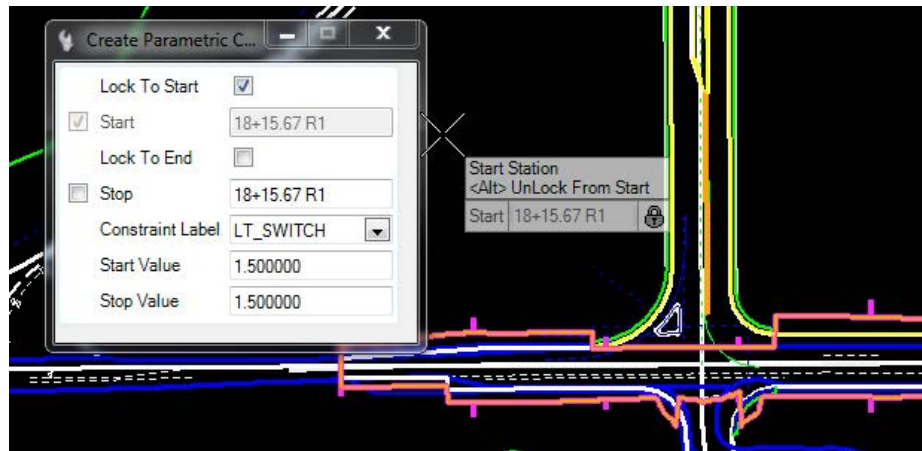 Create Parametric C...
Lock To Start
Start 18+15.67 R1
Lock To End
Stop 18+15.67 R1
Constraint Label LT_SWITCH
Start Value 1.500000
Stop Value 1.500000
Start Station
<Alt> UnLock From Start
Start 18+15.67 R1